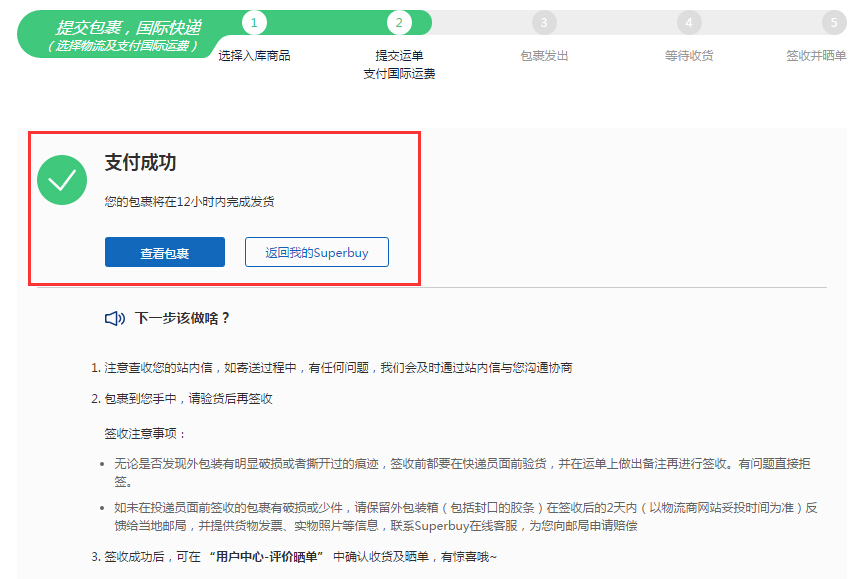 提交包裹，国际快递
（选择物流及支付国际运费）
1
2
3
4
5
选择入库商品
提交运单
支付国际运费
包裹发出
等待收货
签收并晒单
支付成功
您的包裹将在12小时内完成发货
查看包裹
返回我的Superbuy
下一步该做啥？
1. 注意查收您的站内信，如寄送过程中，有任何问题，我们会及时通过站内信与您沟通协商
2. 包裹到您手中，请验货后再签收
签收注意事项：
• 无论是否发现外包装有明显破损或者撕开过的痕迹，签收前都要在快递员面前验货，并在运单上做出备注再进行签收。有问题直接拒
签。
• 如未在投递员面前签收的包裹有破损或少件，请保留外包装箱（包括封口的胶条）在签收后的2天内（以物流商网站妥投时间为准）反
馈给当地邮局，并提供货物发票、实物照片等信息，联系Superbuy在线客服，为您向邮局申请赔偿
3. 签收成功后，可在 “用户中心-评价晒单” 中确认收货及晒单，有惊喜哦~